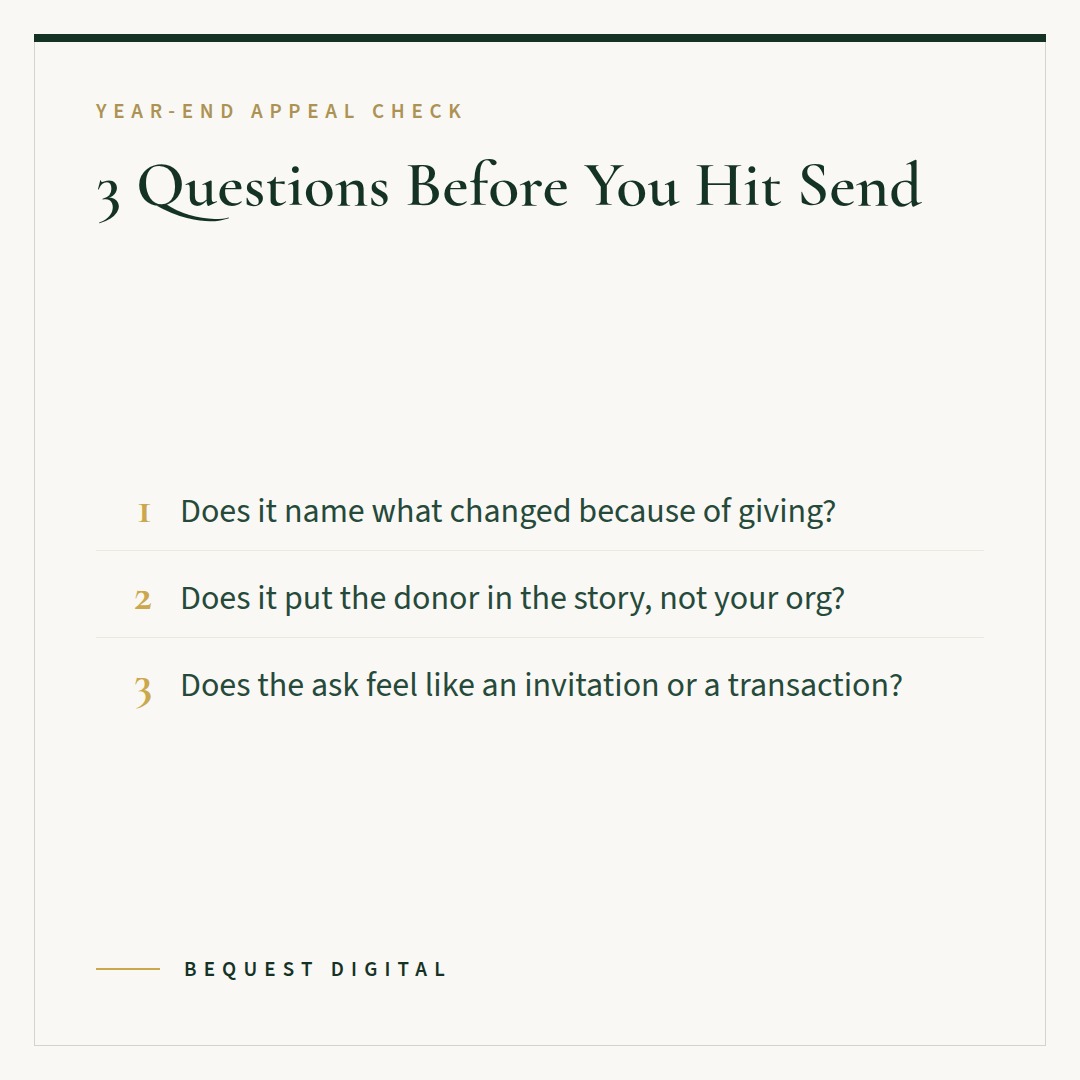 YEAR-END APPEAL CHECK
3 Questions Before You Hit Send
1 Does it name what changed because of giving?
2 Does it put the donor in the story, not your org?
3 Does the ask feel like an invitation or a transaction?
BEQUEST DIGITAL